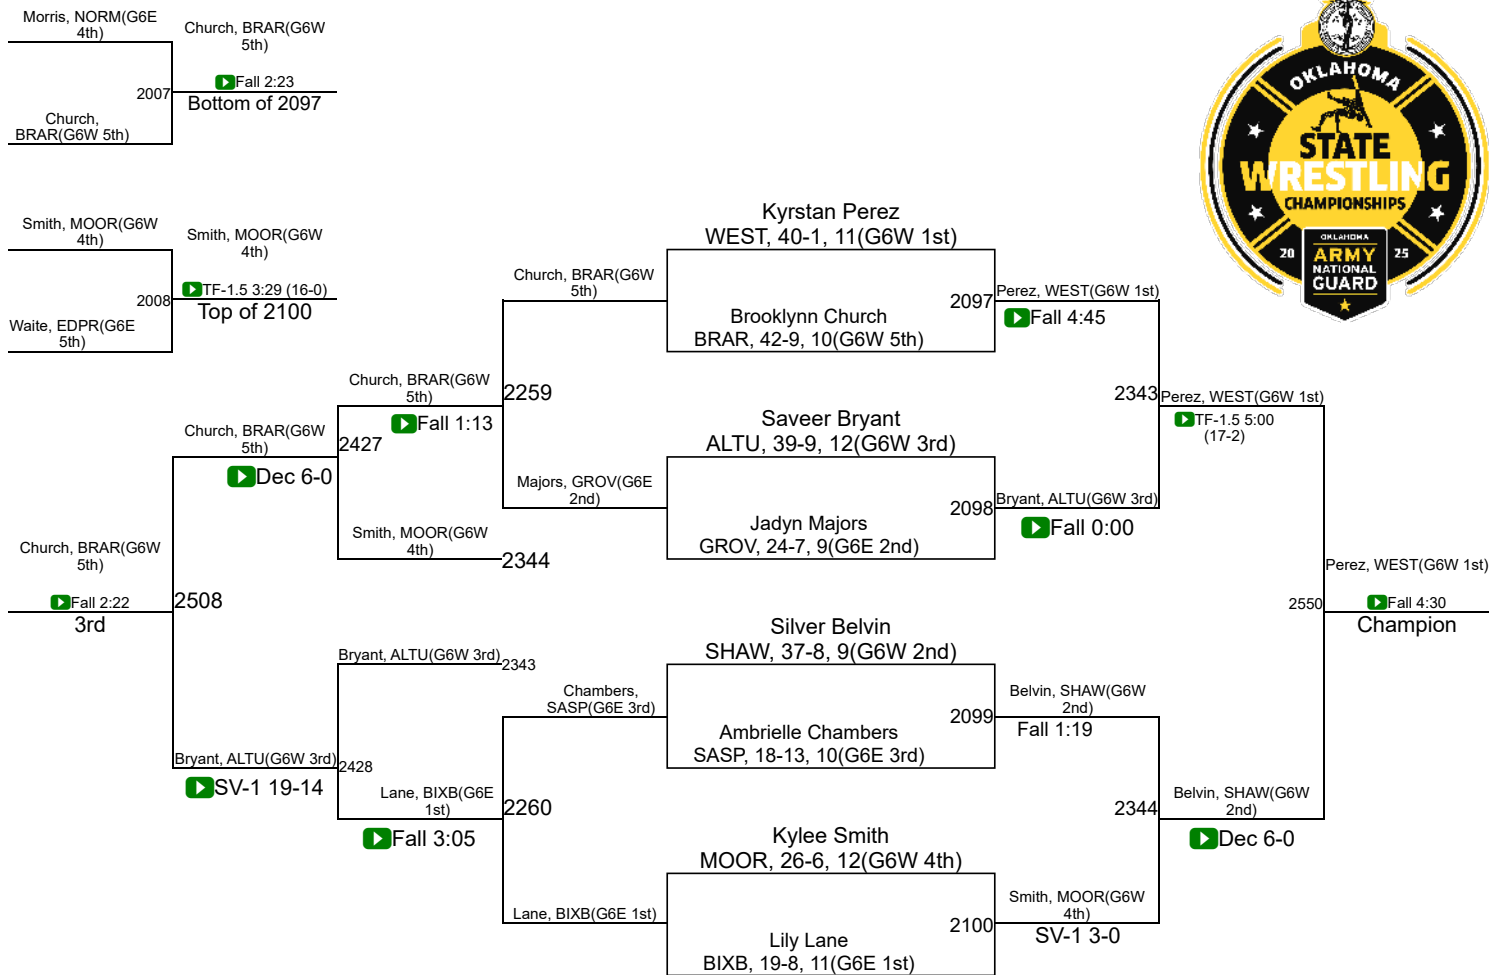 Morris, NORM(G6E
4th)
Church, BRAR(G6W
5th)
2007
Fall 2:23
Bottom of 2097
Church,
BRAR(G6W 5th)
Smith, MOOR(G6W
4th)
Smith, MOOR(G6W
4th)
2008
TF-1.5 3:29 (16-0)
Top of 2100
Waite, EDPR(G6E
5th)
OKLAHOMA
STATE
WRESTLING
CHAMPIONSHIPS
OKLAHOMA
20 ARMY 25
NATIONAL
GUARD
Kyrstan Perez
WEST, 40-1, 11(G6W 1st)
Church, BRAR(G6W
5th)
2097
Perez, WEST(G6W 1st)
Fall 4:45
Brooklynn Church
BRAR, 42-9, 10(G6W 5th)
Church, BRAR(G6W
5th)
2259
Fall 1:13
2343
Perez, WEST(G6W 1st)
TF-1.5 5:00
(17-2)
Saveer Bryant
ALTU, 39-9, 12(G6W 3rd)
Church, BRAR(G6W
5th)
2427
Dec 6-0
Majors, GROV(G6E
2nd)
2098
Bryant, ALTU(G6W 3rd)
Fall 0:00
Jadyn Majors
GROV, 24-7, 9(G6E 2nd)
Smith, MOOR(G6W
4th)
2344
Church, BRAR(G6W
5th)
2508
Fall 2:22
3rd
Perez, WEST(G6W 1st)
2550
Fall 4:30
Champion
Silver Belvin
SHAW, 37-8, 9(G6W 2nd)
Bryant, ALTU(G6W 3rd)
2343
Chambers,
SASP(G6E 3rd)
2099
Belvin, SHAW(G6W
2nd)
Fall 1:19
Ambrielle Chambers
SASP, 18-13, 10(G6E 3rd)
Bryant, ALTU(G6W 3rd)
2428
SV-1 19-14
Lane, BIXB(G6E
1st)
2260
Fall 3:05
2344
Belvin, SHAW(G6W
2nd)
Dec 6-0
Kylee Smith
MOOR, 26-6, 12(G6W 4th)
Lane, BIXB(G6E 1st)
2100
Smith, MOOR(G6W
4th)
SV-1 3-0
Lily Lane
BIXB, 19-8, 11(G6E 1st)